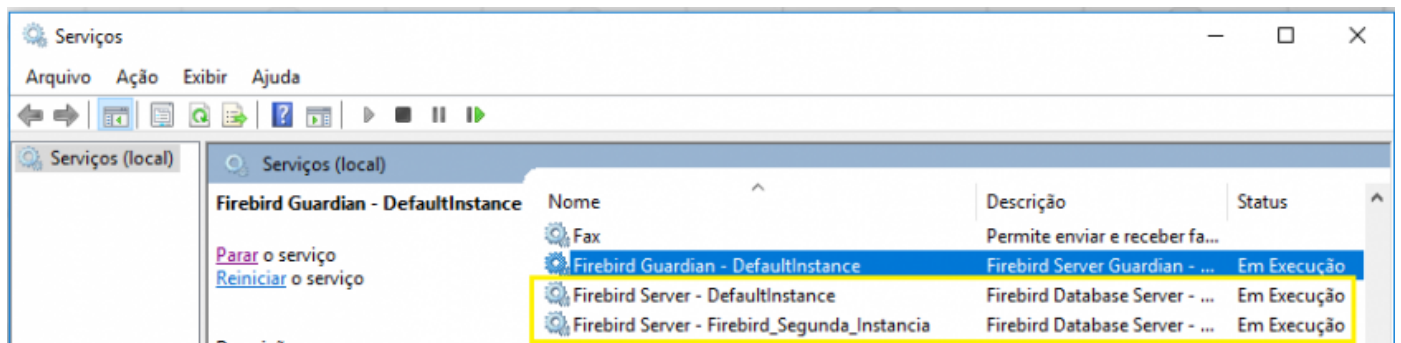 Serviços
Arquivo Ação Exibir Ajuda
Serviços (local)
Serviços (local)
Firebird Guardian - DefaultInstance
Parar o serviço
Reiniciar o serviço
Nome Descrição Status
Fax Permite enviar e receber fa...
Firebird Guardian - DefaultInstance Firebird Server Guardian - ... Em Execução
Firebird Server - DefaultInstance Firebird Database Server - ... Em Execução
Firebird Server - Firebird_Segunda_Instancia Firebird Database Server - ... Em Execução